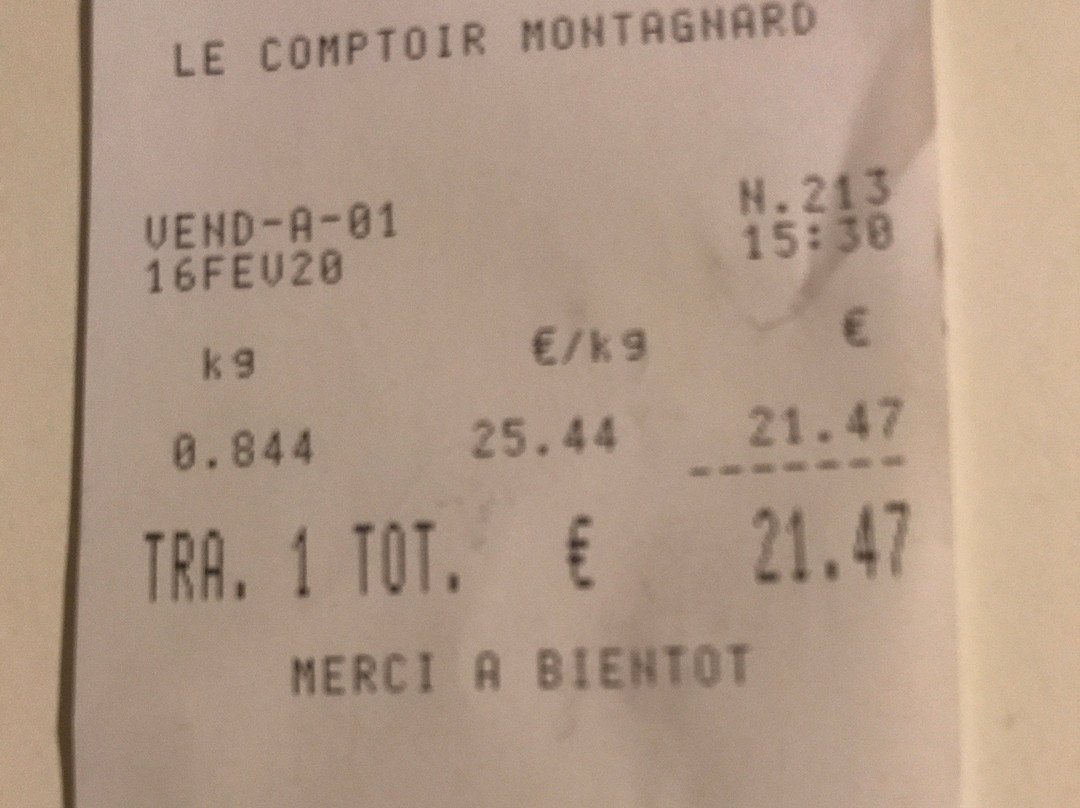 LE COMPTOIR MONTAGNARD
VEND-A-01 N.213
16FEV20 15:30
kg €/kg €
0.844 25.44 21.47
-------
TRA. 1 TOT. € 21.47
MERCI A BIENTOT